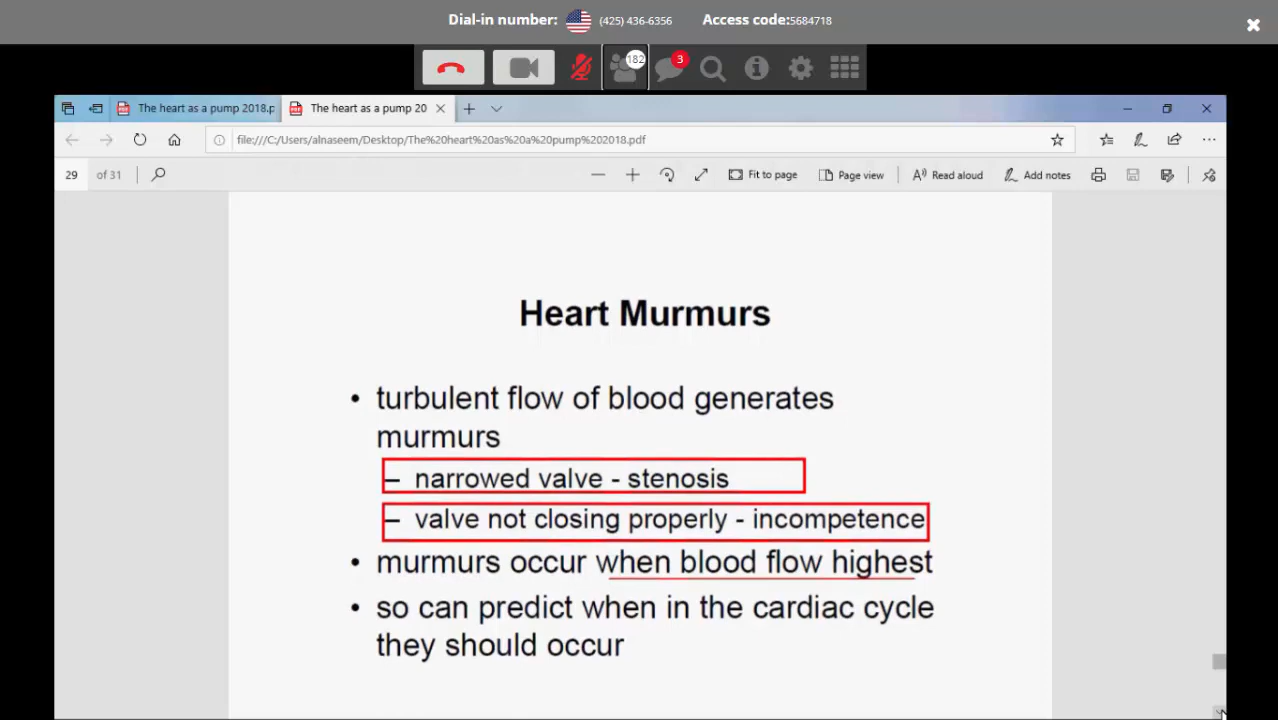 Dial-in number: (425) 436-6356 Access code:5684718
182 3
The heart as a pump 2018.p The heart as a pump 20
file:///C:/Users/alnaseem/Desktop/The%20heart%20as%20a%20pump%202018.pdf
29 of 31 Fit to page Page view Read aloud Add notes
Heart Murmurs
• turbulent flow of blood generates
murmurs
– narrowed valve - stenosis
– valve not closing properly - incompetence
• murmurs occur when blood flow highest
• so can predict when in the cardiac cycle
they should occur